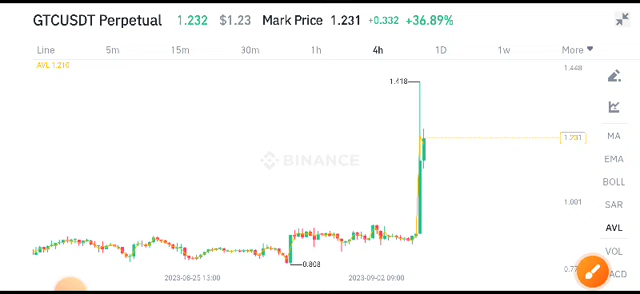 GTCUSDT Perpetual 1.232 $1.23 Mark Price 1.231 +0.332 +36.89%
Line 5m 15m 30m 1h 4h 1D 1w More
AVL 1.210
1.448
1.418
1.231
BINANCE
MA
EMA
BOLL
SAR
1.001
AVL
VOL
0.808
2023-08-25 13:00 2023-09-02 09:00